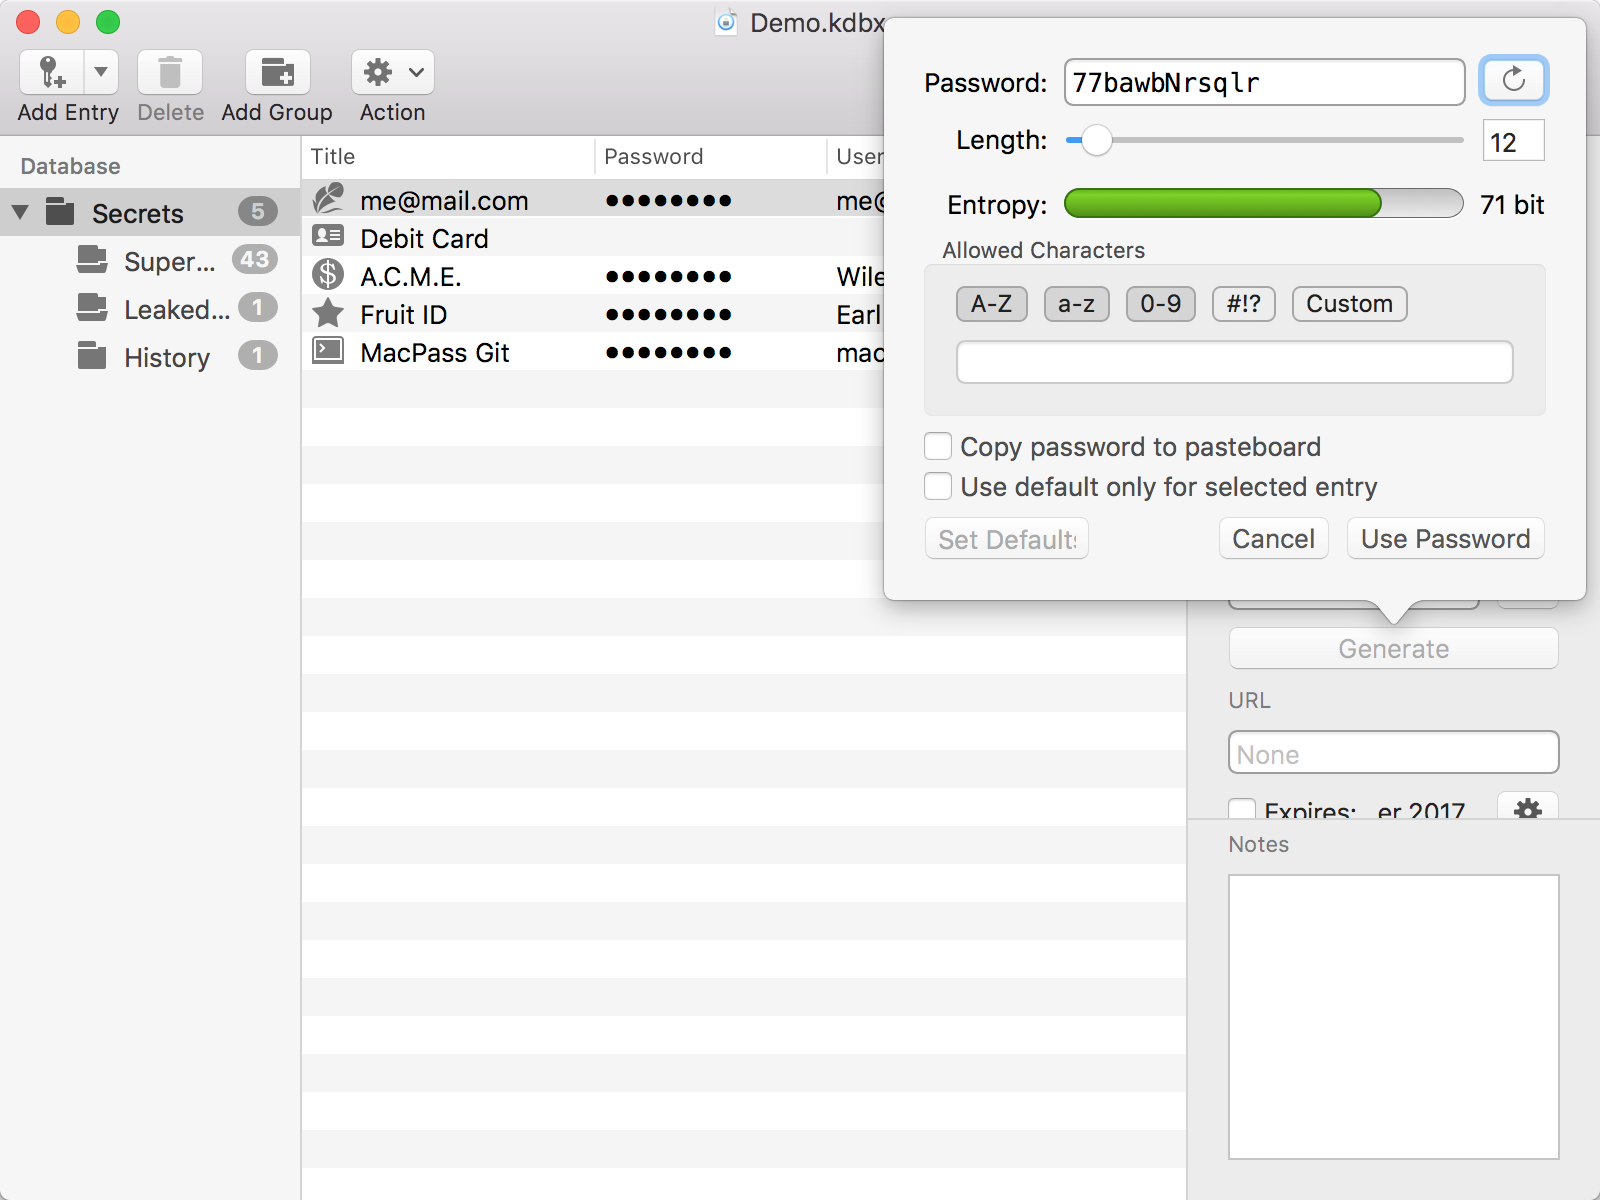 Demo.kdbx
Add Entry
Delete
Add Group
Action
Database
Secrets 5
Super... 43
Leaked... 1
History 1
Title Password User
me@mail.com ●●●●●●●● me@
Debit Card
$ A.C.M.E. ●●●●●●●● Wile
Fruit ID ●●●●●●●● Earl
MacPass Git ●●●●●●●● mac
Password: 77bawbNrsqlr
Length: 12
Entropy: 71 bit
Allowed Characters
A-Z a-z 0-9 #!? Custom
Copy password to pasteboard
Use default only for selected entry
Set Defaults Cancel Use Password
Generate
URL
None
Expires: er 2017
Notes